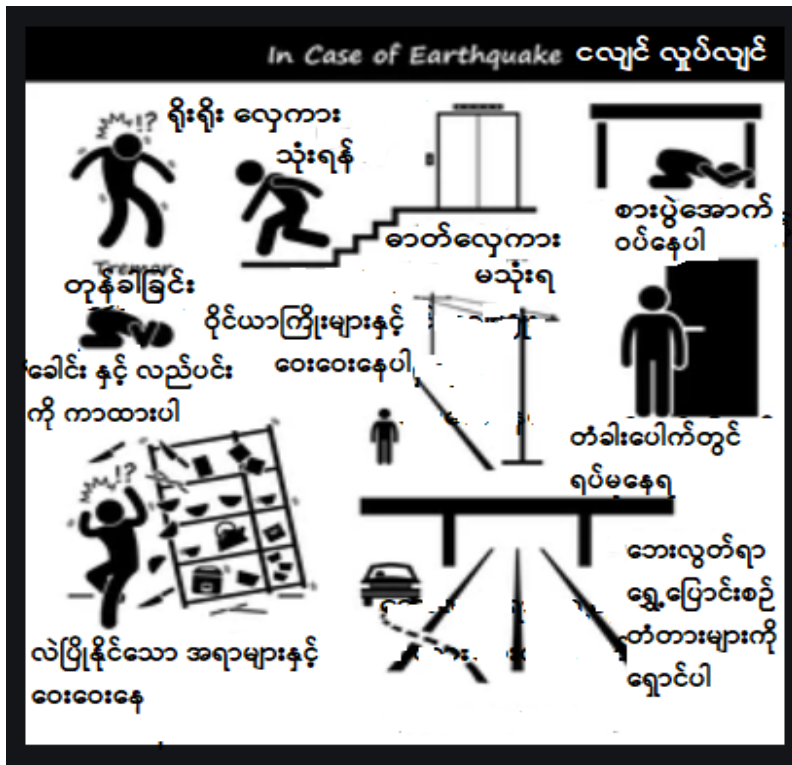 In Case of Earthquake ငလျင် လှုပ်လျင်
ရိုးရိုး လှေကား
သုံးရန်
တုန်ခါခြင်း
ဓာတ်လှေကား
မသုံးရ
စားပွဲအောက်
ဝပ်နေပါ
ခေါင်း နှင့် လည်ပင်း
ကို ကာထားပါ
ဝိုင်ယာကြိုးများနှင့်
ဝေးဝေးနေပါ
တံခါးပေါက်တွင်
ရပ်မနေရ
လဲပြိုနိုင်သော အရာများနှင့်
ဝေးဝေးနေ
ဘေးလွတ်ရာ
ရွှေ့ပြောင်းစဉ်
တံတားများကို
ရှောင်ပါ